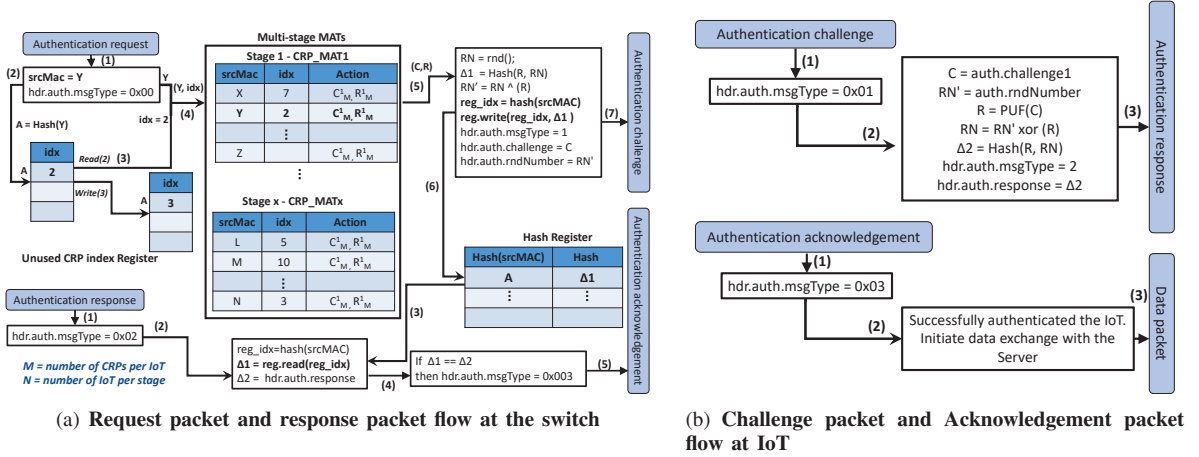 Authentication request
(1)
(2)
srcMac = Y
hdr.auth.msgType = 0x00
Y
(Y, idx)
(4)
idx = 2
A = Hash(Y)
idx
A
2
Read(2)
(3)
Write(3)
idx
A
3
Unused CRP index Register
Multi-stage MATs
Stage 1 - CRP_MAT1
srcMac idx Action
X 7 C¹M, R¹M
Y 2 C¹M, R¹M
⋮
Z C¹M, R¹M
...
Stage x - CRP_MATx
srcMac idx Action
L 5 C¹M, R¹M
M 10 C¹M, R¹M
⋮
N 3 C¹M, R¹M
(C,R)
(5)
RN = rnd();
Δ1 = Hash(R, RN)
RN' = RN ^ (R)
reg_idx = hash(srcMAC)
reg.write(reg_idx, Δ1 )
hdr.auth.msgType = 1
hdr.auth.challenge = C
hdr.auth.rndNumber = RN'
(7)
Authentication challenge
(6)
Hash Register
Hash(srcMAC) Hash
A Δ1
⋮ ⋮
Authentication response
(1)
hdr.auth.msgType = 0x02
(2)
M = number of CRPs per IoT
N = number of IoT per stage
(3)
reg_idx=hash(srcMAC)
Δ1 = reg.read(reg_idx)
Δ2 = hdr.auth.response
(4)
If Δ1 == Δ2
then hdr.auth.msgType = 0x003
(5)
Authentication acknowledgement
(a) Request packet and response packet flow at the switch
Authentication challenge
(1)
hdr.auth.msgType = 0x01
(2)
C = auth.challenge1
RN' = auth.rndNumber
R = PUF(C)
RN = RN' xor (R)
Δ2 = Hash(R, RN)
hdr.auth.msgType = 2
hdr.auth.response = Δ2
(3)
Authentication response
Authentication acknowledgement
(1)
hdr.auth.msgType = 0x03
(2)
Successfully authenticated the IoT.
Initiate data exchange with the
Server
(3)
Data packet
(b) Challenge packet and Acknowledgement packet
flow at IoT